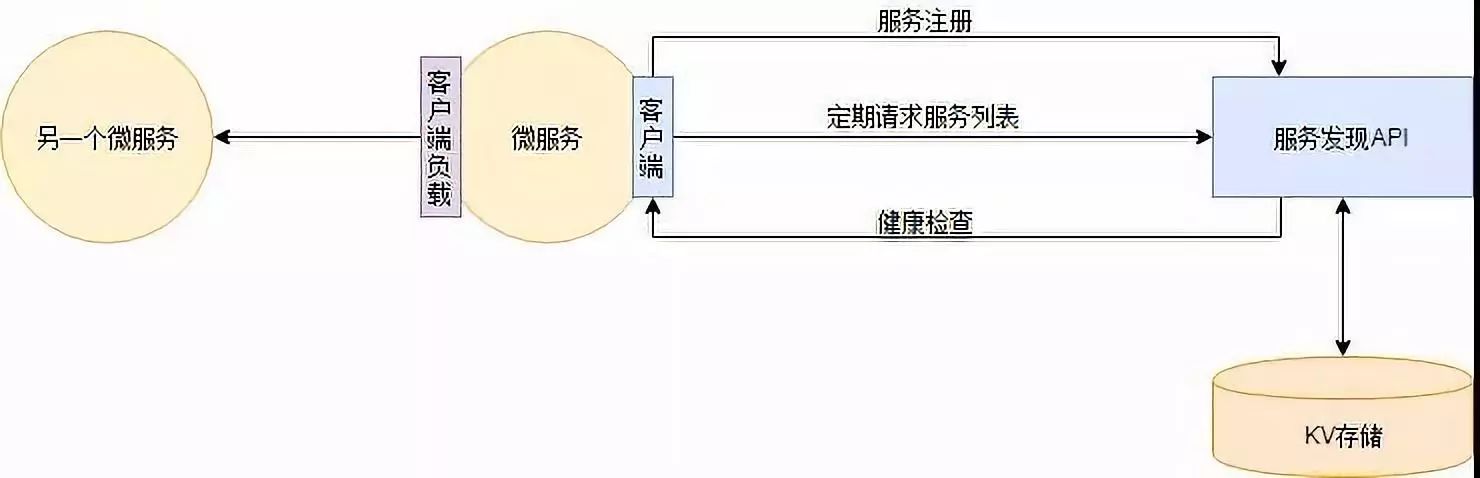 服务注册
另一个微服务
客户端负载
微服务
客户端
定期请求服务列表
服务发现API
健康检查
KV存储